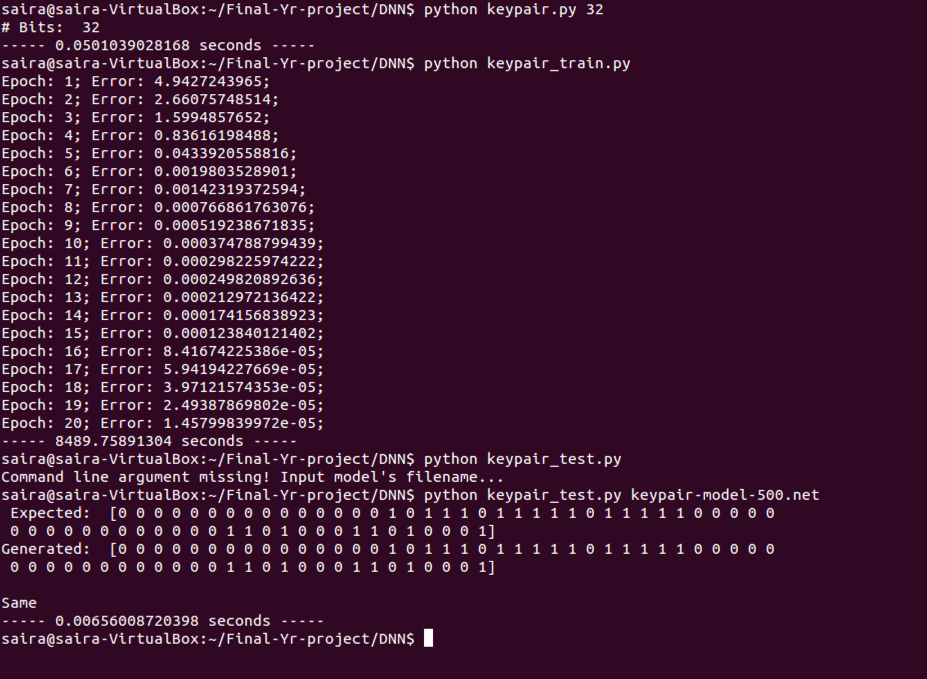 saira@saira-VirtualBox:~/Final-Yr-project/DNN$ python keypair.py 32
# Bits:  32
----- 0.0501039028168 seconds -----
saira@saira-VirtualBox:~/Final-Yr-project/DNN$ python keypair_train.py
Epoch: 1; Error: 4.9427243965;
Epoch: 2; Error: 2.66075748514;
Epoch: 3; Error: 1.5994857652;
Epoch: 4; Error: 0.83616198488;
Epoch: 5; Error: 0.0433920558816;
Epoch: 6; Error: 0.0019803528901;
Epoch: 7; Error: 0.00142319372594;
Epoch: 8; Error: 0.000766861763076;
Epoch: 9; Error: 0.000519238671835;
Epoch: 10; Error: 0.000374788799439;
Epoch: 11; Error: 0.000298225974222;
Epoch: 12; Error: 0.000249820892636;
Epoch: 13; Error: 0.000212972136422;
Epoch: 14; Error: 0.000174156838923;
Epoch: 15; Error: 0.000123840121402;
Epoch: 16; Error: 8.41674225386e-05;
Epoch: 17; Error: 5.94194227669e-05;
Epoch: 18; Error: 3.97121574353e-05;
Epoch: 19; Error: 2.49387869802e-05;
Epoch: 20; Error: 1.45799839972e-05;
----- 8489.75891304 seconds -----
saira@saira-VirtualBox:~/Final-Yr-project/DNN$ python keypair_test.py
Command line argument missing! Input model's filename...
saira@saira-VirtualBox:~/Final-Yr-project/DNN$ python keypair_test.py keypair-model-500.net
 Expected:  [0 0 0 0 0 0 0 0 0 0 0 0 0 0 0 1 0 1 1 1 0 1 1 1 1 1 0 1 1 1 1 1 0 0 0 0 0
 0 0 0 0 0 0 0 0 0 0 0 0 1 1 0 1 0 0 0 1 1 0 1 0 0 0 1]
Generated:  [0 0 0 0 0 0 0 0 0 0 0 0 0 0 0 1 0 1 1 1 0 1 1 1 1 1 0 1 1 1 1 1 0 0 0 0 0
 0 0 0 0 0 0 0 0 0 0 0 0 1 1 0 1 0 0 0 1 1 0 1 0 0 0 1]
Same
----- 0.00656008720398 seconds -----
saira@saira-VirtualBox:~/Final-Yr-project/DNN$